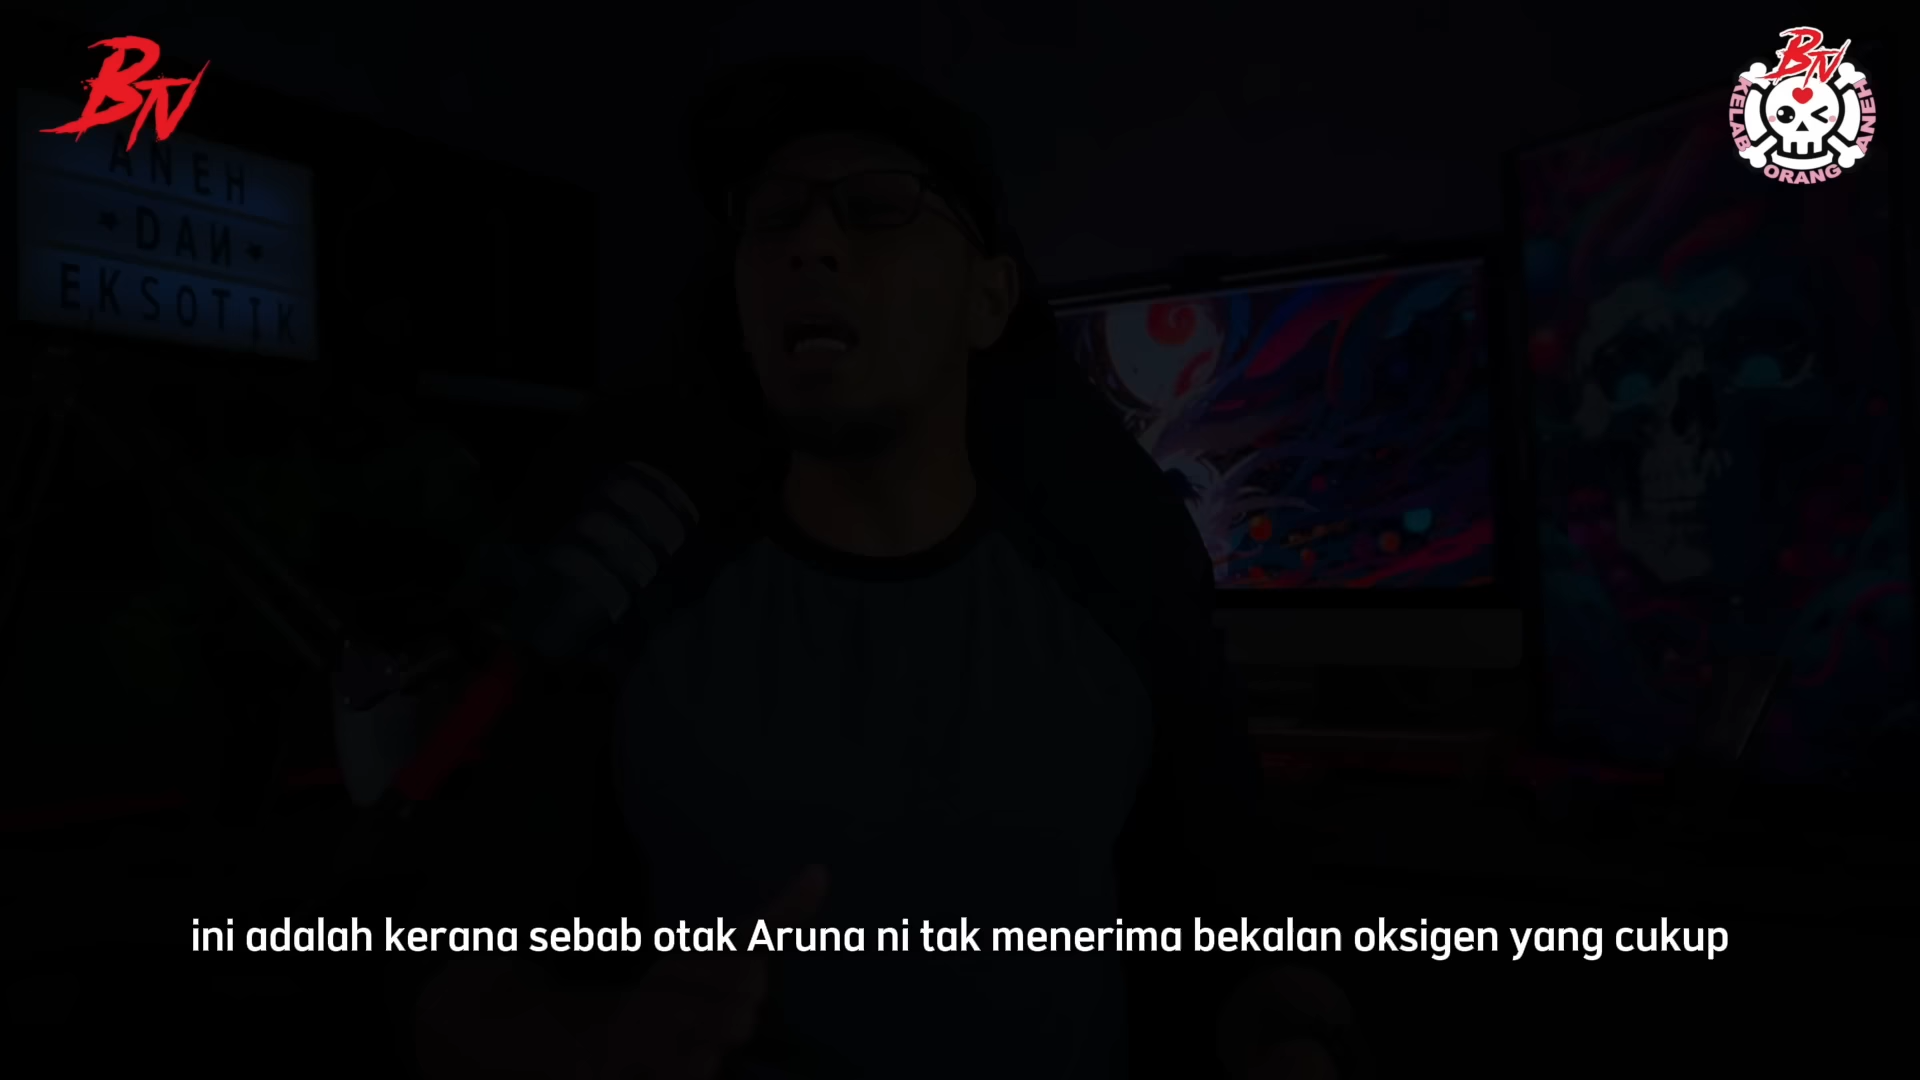 BN
ANEH
DAN
EKSOTIK
BN
KELAB ORANG ANEH
ini adalah kerana sebab otak Aruna ni tak menerima bekalan oksigen yang cukup